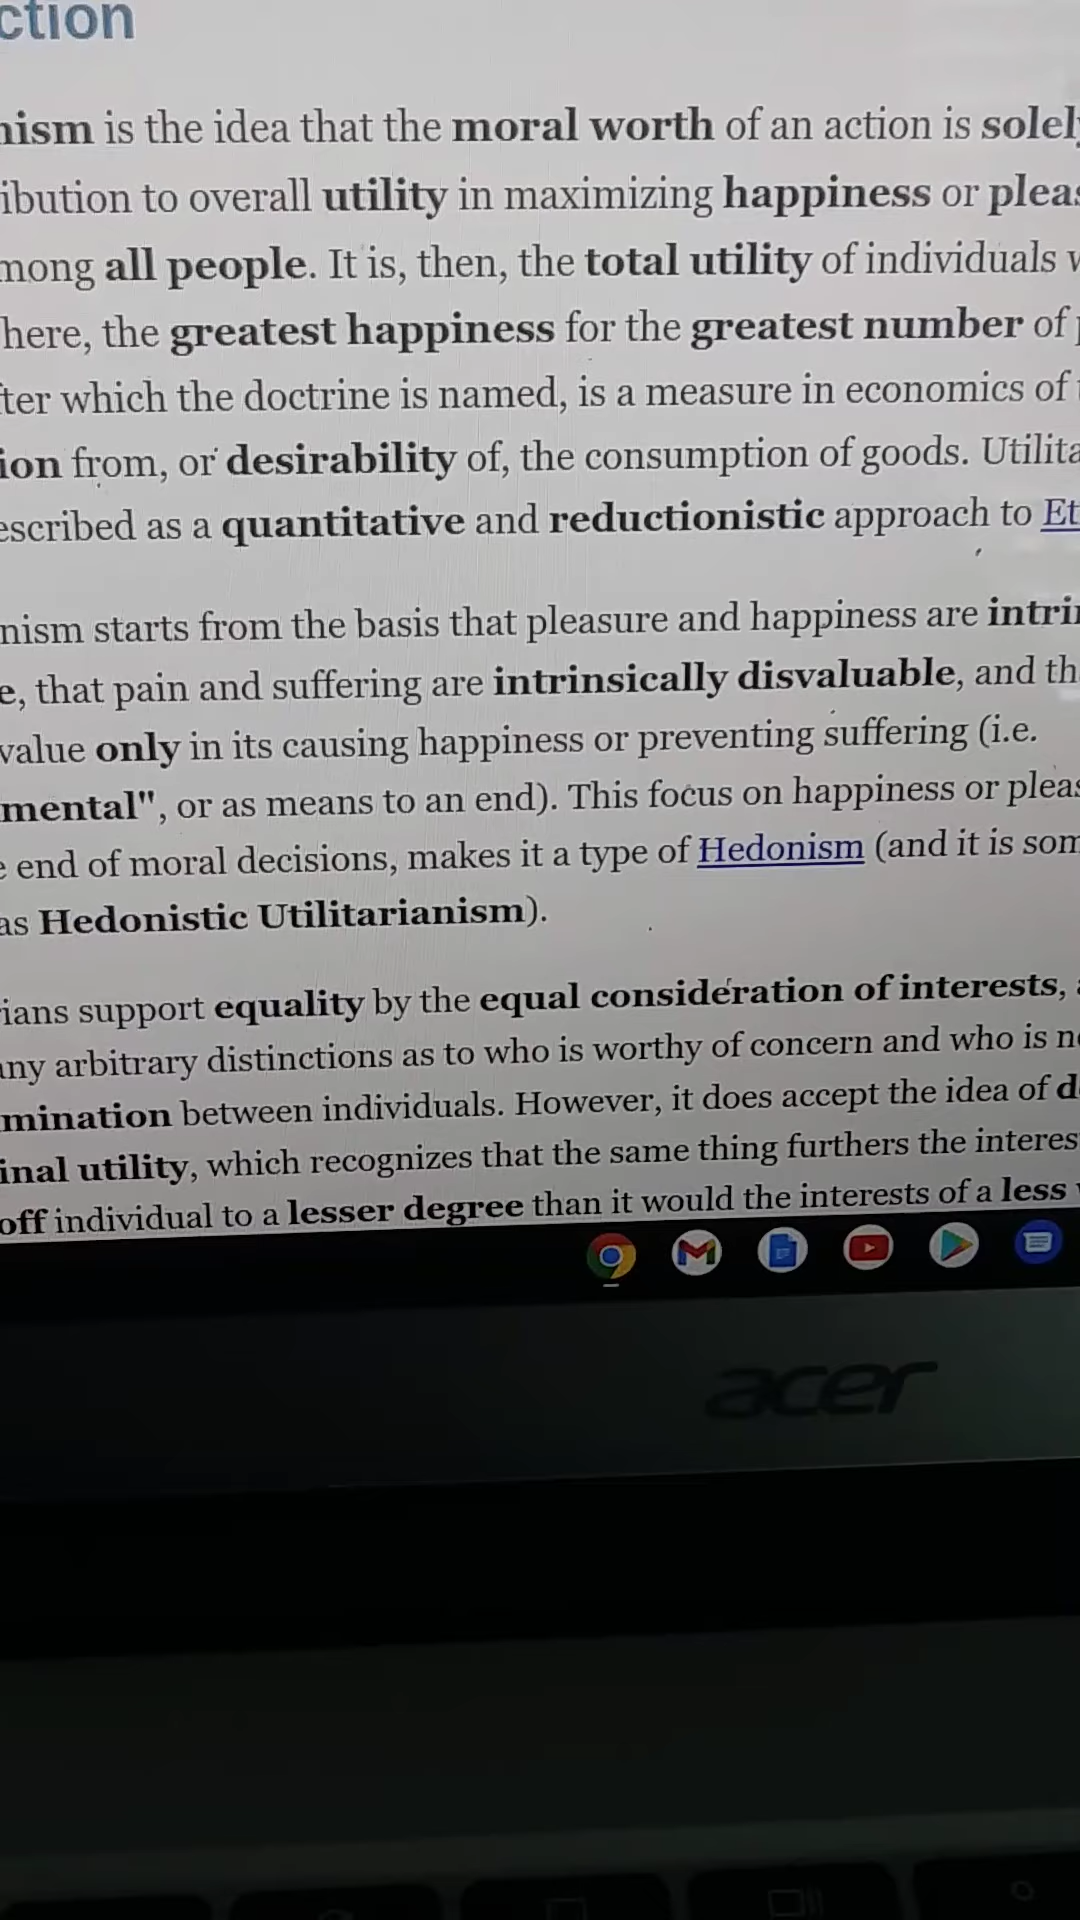 ction
nism is the idea that the moral worth of an action is solel
ibution to overall utility in maximizing happiness or pleas
mong all people. It is, then, the total utility of individuals w
here, the greatest happiness for the greatest number of
ter which the doctrine is named, is a measure in economics of
ion from, or desirability of, the consumption of goods. Utilita
escribed as a quantitative and reductionistic approach to Et
nism starts from the basis that pleasure and happiness are intri
e, that pain and suffering are intrinsically disvaluable, and th
value only in its causing happiness or preventing suffering (i.e.
mental", or as means to an end). This focus on happiness or pleas
e end of moral decisions, makes it a type of Hedonism (and it is som
as Hedonistic Utilitarianism).
ians support equality by the equal consideration of interests,
any arbitrary distinctions as to who is worthy of concern and who is n
mination between individuals. However, it does accept the idea of d
inal utility, which recognizes that the same thing furthers the interes
off individual to a lesser degree than it would the interests of a less
acer